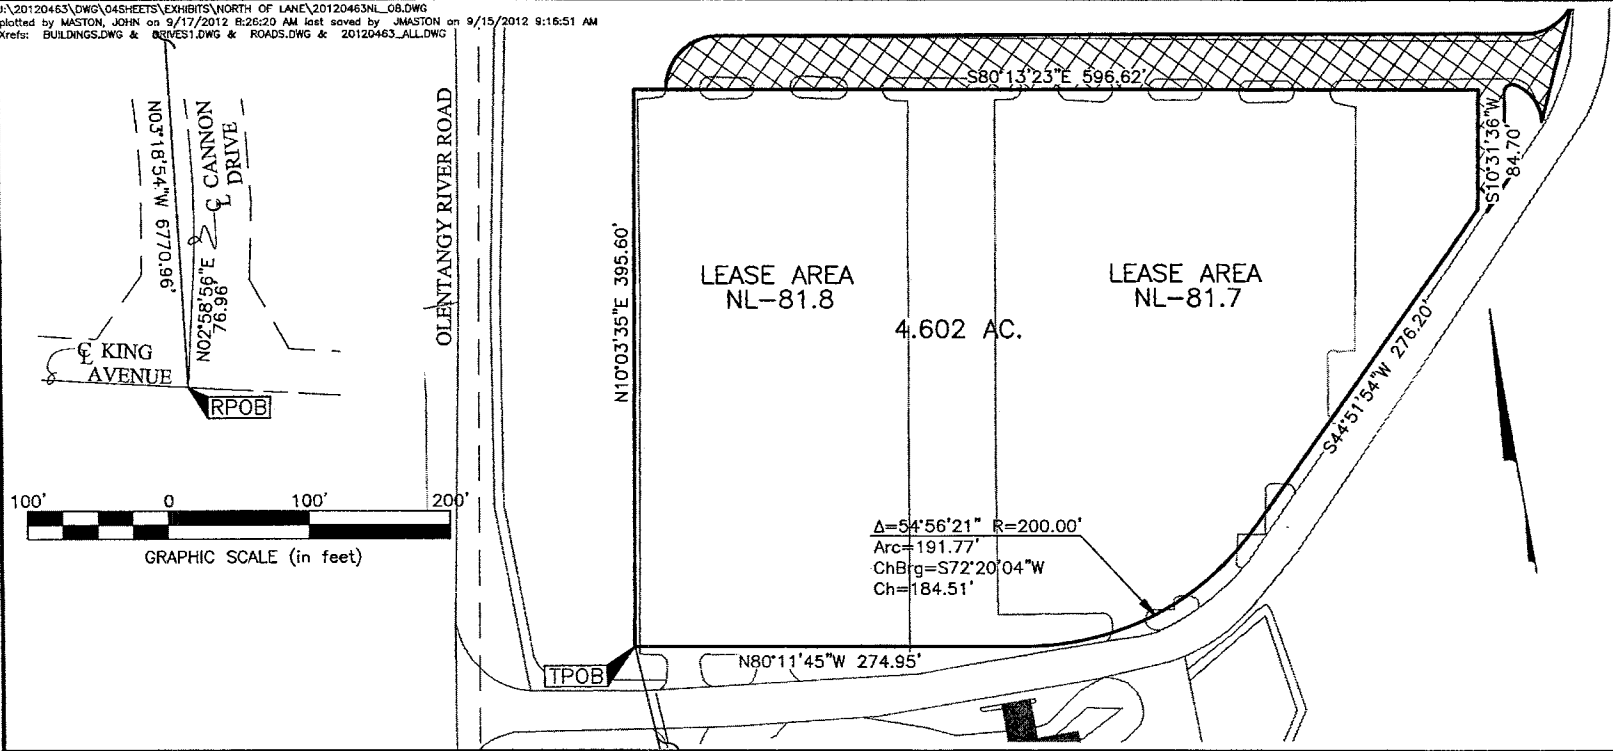 J:\20120463\DWG\04SHEETS\EXHIBITS\NORTH OF LANE\20120463NL_08.DWG
plotted by MASTON, JOHN on 9/17/2012 8:26:20 AM last saved by JMASTON on 9/15/2012 9:16:51 AM
Xrefs: BUILDINGS.DWG & DRIVES1.DWG & ROADS.DWG & 20120463_ALL.DWG
S80°13'23"E 596.62'
N03°18'54"W 6770.96'
℄ CANNON
DRIVE
OLENTANGY RIVER ROAD
S10°31'36"W
84.70'
N10°03'35"E 395.60'
LEASE AREA
NL-81.8
LEASE AREA
NL-81.7
4.602 AC.
N02°58'56"E
76.96'
℄ KING
AVENUE
RPOB
S44°51'54"W 276.20'
100' 0 100' 200'
GRAPHIC SCALE (in feet)
Δ=54°56'21" R=200.00'
Arc=191.77'
ChBrg=S72°20'04"W
Ch=184.51'
TPOB
N80°11'45"W 274.95'